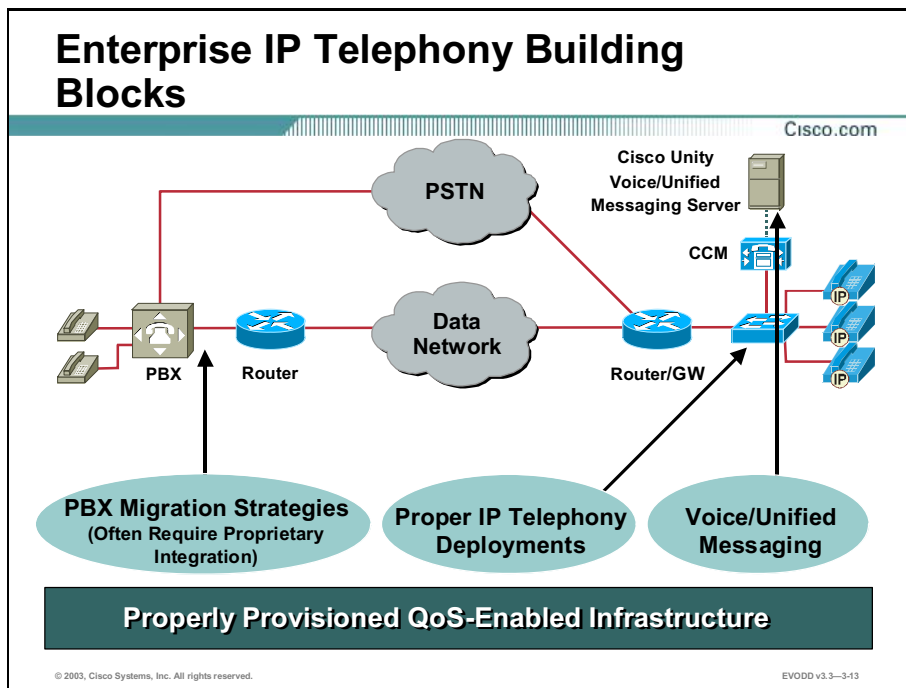 Enterprise IP Telephony Building
Blocks
Cisco.com
Cisco Unity
Voice/Unified
Messaging Server
PSTN
CCM
IP
IP
IP
Data
Network
PBX
Router
Router/GW
PBX Migration Strategies
(Often Require Proprietary
Integration)
Proper IP Telephony
Deployments
Voice/Unified
Messaging
Properly Provisioned QoS-Enabled Infrastructure
© 2003, Cisco Systems, Inc. All rights reserved.
EVODD v3.3—3-13